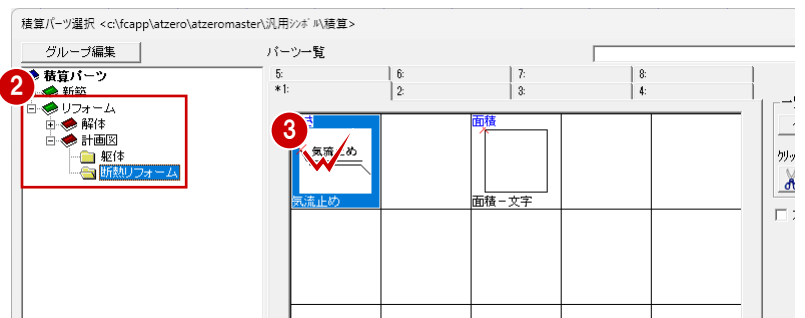 積算パーツ選択 <c:\fcapp\atzero\atzeromaster\汎用ｼﾝﾎﾞﾙ\積算>
グループ編集
パーツ一覧
5:
6:
7:
8:
*1:
2:
3:
4:
2
積算パーツ
新築
リフォーム
解体
計画図
躯体
断熱リフォーム
3
気流止め
気流止め
面積
面積－文字